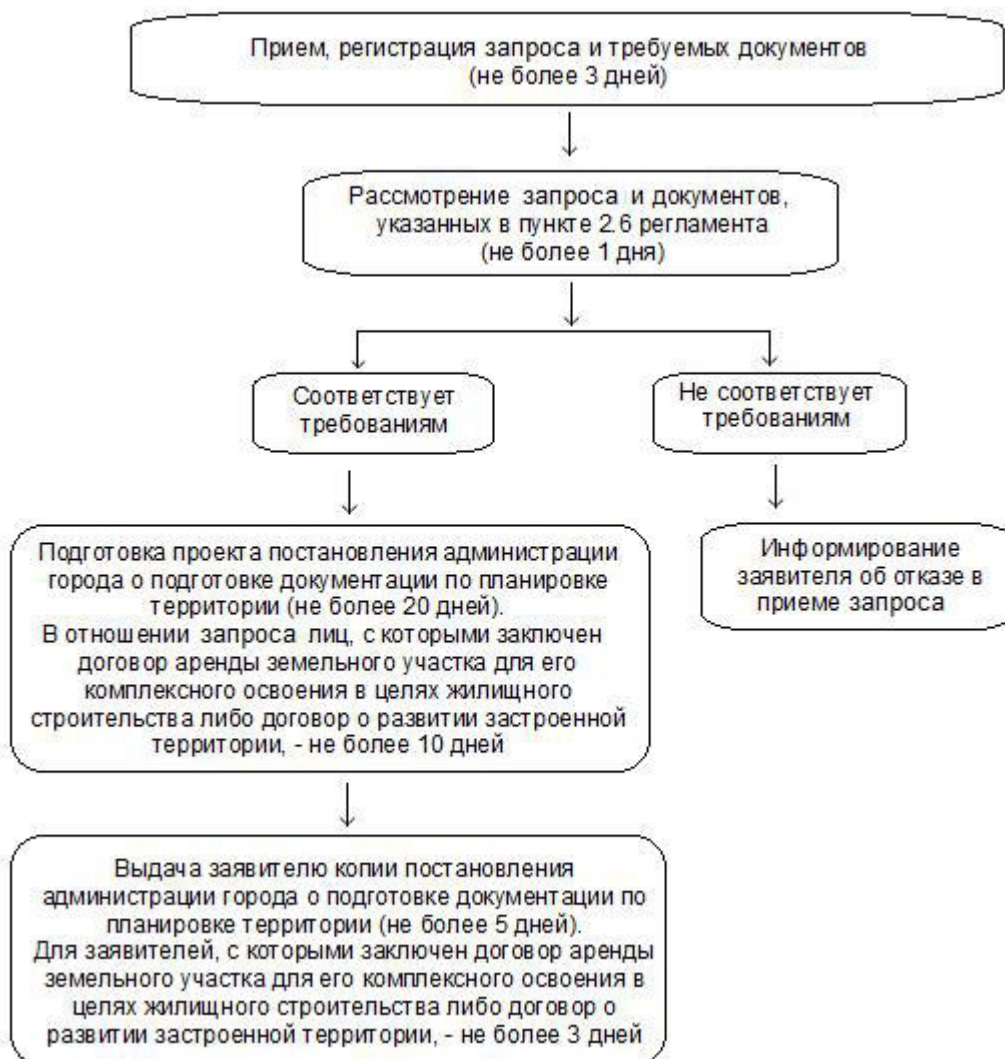 Прием, регистрация запроса и требуемых документов
(не более 3 дней)
Рассмотрение запроса и документов,
указанных в пункте 2.6 регламента
(не более 1 дня)
Соответствует
требованиям
Не соответствует
требованиям
Подготовка проекта постановления администрации
города о подготовке документации по планировке
территории (не более 20 дней).
В отношении запроса лиц, с которыми заключен
договор аренды земельного участка для его
комплексного освоения в целях жилищного
строительства либо договор о развитии застроенной
территории, - не более 10 дней
Информирование
заявителя об отказе в
приеме запроса
Выдача заявителю копии постановления
администрации города о подготовке документации по
планировке территории (не более 5 дней).
Для заявителей, с которыми заключен договор аренды
земельного участка для его комплексного освоения в
целях жилищного строительства либо договор о
развитии застроенной территории, - не более 3 дней